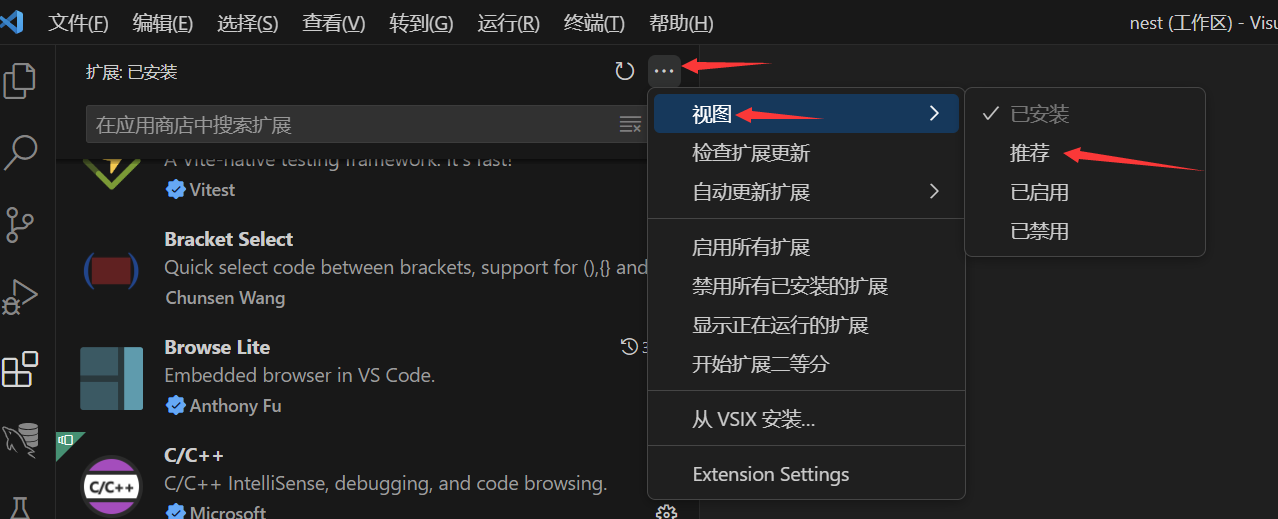 文件(F) 编辑(E) 选择(S) 查看(V) 转到(G) 运行(R) 终端(T) 帮助(H) nest (工作区) - Visu
扩展: 已安装
在应用商店中搜索扩展
A Vite-native testing framework. It's fast!
Vitest
Bracket Select
Quick select code between brackets, support for (),{} and
Chunsen Wang
Browse Lite
3
Embedded browser in VS Code.
Anthony Fu
C/C++
C/C++
C/C++ IntelliSense, debugging, and code browsing.
Microsoft
视图
检查扩展更新
自动更新扩展
启用所有扩展
禁用所有已安装的扩展
显示正在运行的扩展
开始扩展二等分
从 VSIX 安装...
Extension Settings
已安装
推荐
已启用
已禁用